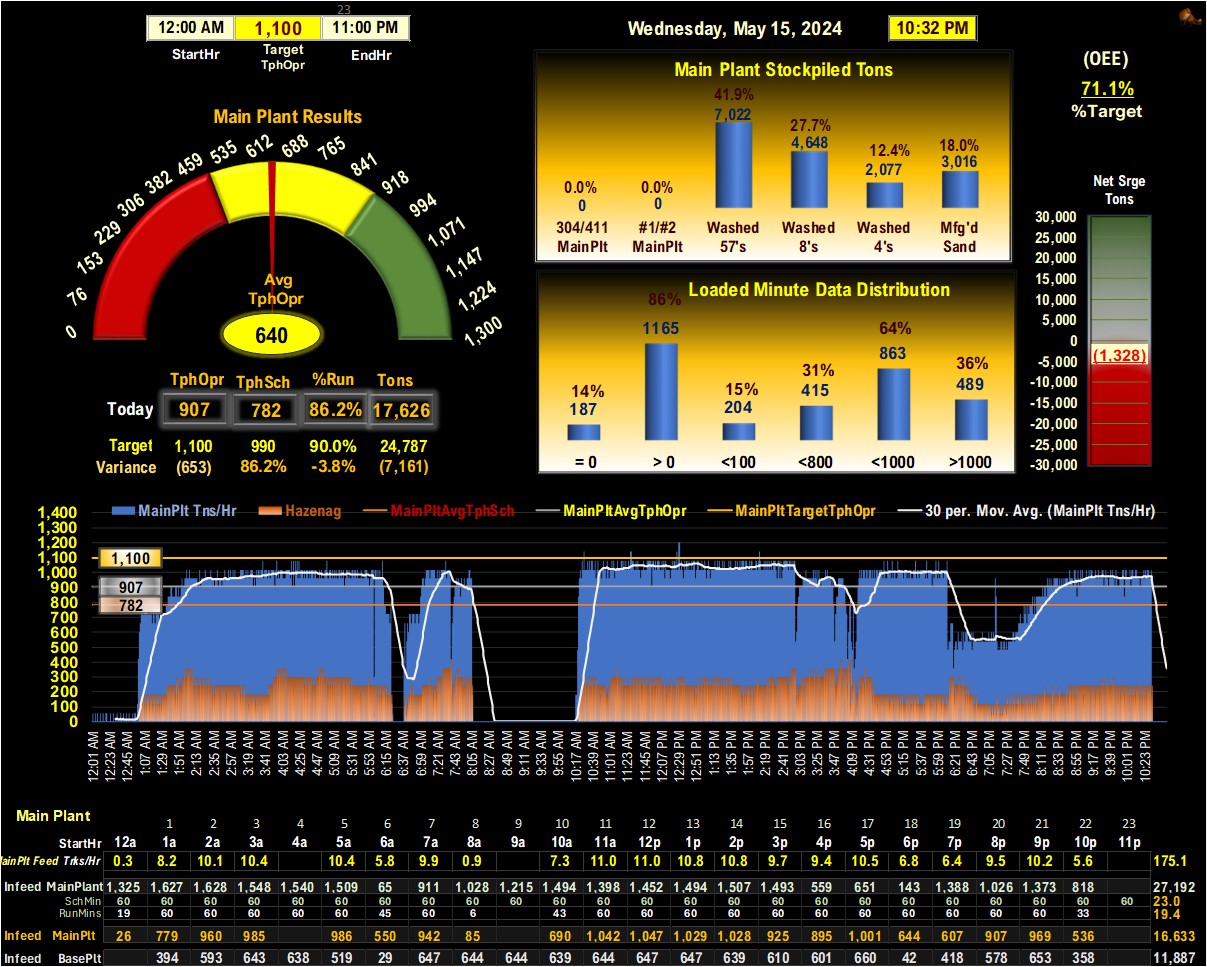 23
12:00 AM 1,100 11:00 PM
StartHr Target TphOpr EndHr
Wednesday, May 15, 2024 10:32 PM
(OEE)
71.1%
%Target
Main Plant Results
0 76 153 229 306 382 459 535 612 688 765 841 918 994 1,071 1,147 1,224 1,300
Avg
TphOpr
640
TphOpr TphSch %Run Tons
Today 907 782 86.2% 17,626
Target 1,100 990 90.0% 24,787
Variance (653) 86.2% -3.8% (7,161)
Main Plant Stockpiled Tons
0.0% 0.0% 41.9% 27.7% 12.4% 18.0%
0 0 7,022 4,648 2,077 3,016
304/411 #1/#2 Washed Washed Washed Mfg'd
MainPlt MainPlt 57's 8's 4's Sand
Loaded Minute Data Distribution
14% 86% 15% 31% 64% 36%
187 1165 204 415 863 489
= 0 > 0 <100 <800 <1000 >1000
Net Srge
Tons
30,000
25,000
20,000
15,000
10,000
5,000
0
(1,328)
-5,000
-10,000
-15,000
-20,000
-25,000
-30,000
MainPlt Tns/Hr Hazenag MainPltAvgTphSch MainPltAvgTphOpr MainPltTargetTphOpr 30 per. Mov. Avg. (MainPlt Tns/Hr)
1,400
1,300
1,200
1,100
1,000
900
800
700
600
500
400
300
200
100
0
1,100
907
782
12:01 AM 12:23 AM 12:45 AM 1:07 AM 1:29 AM 1:51 AM 2:13 AM 2:35 AM 2:57 AM 3:19 AM 3:41 AM 4:03 AM 4:25 AM 4:47 AM 5:09 AM 5:31 AM 5:53 AM 6:15 AM 6:37 AM 6:59 AM 7:21 AM 7:43 AM 8:05 AM 8:27 AM 8:49 AM 9:11 AM 9:33 AM 9:55 AM 10:17 AM 10:39 AM 11:01 AM 11:23 AM 11:45 AM 12:07 PM 12:29 PM 12:51 PM 1:13 PM 1:35 PM 1:57 PM 2:19 PM 2:41 PM 3:03 PM 3:25 PM 3:47 PM 4:09 PM 4:31 PM 4:53 PM 5:15 PM 5:37 PM 5:59 PM 6:21 PM 6:43 PM 7:05 PM 7:27 PM 7:49 PM 8:11 PM 8:33 PM 8:55 PM 9:17 PM 9:39 PM 10:01 PM 10:23 PM
Main Plant
1 2 3 4 5 6 7 8 9 10 11 12 13 14 15 16 17 18 19 20 21 22 23
StartHr 12a 1a 2a 3a 4a 5a 6a 7a 8a 9a 10a 11a 12p 1p 2p 3p 4p 5p 6p 7p 8p 9p 10p 11p
MainPlt Feed Trks/Hr 0.3 8.2 10.1 10.4 10.4 5.8 9.9 0.9 7.3 11.0 11.0 10.8 10.8 9.7 9.4 10.5 6.8 6.4 9.5 10.2 5.6 175.1
Infeed MainPlant 1,325 1,627 1,628 1,548 1,540 1,509 65 911 1,028 1,215 1,494 1,398 1,452 1,494 1,507 1,493 559 651 143 1,388 1,026 1,373 818 27,192
SchMin 60 60 60 60 60 60 60 60 60 60 60 60 60 60 60 60 60 60 60 60 60 60 60 60 23.0
RunMins 19 60 60 60 60 60 45 60 6 43 60 60 60 60 60 60 60 60 60 60 60 33 19.4
Infeed MainPlt 26 779 960 985 986 550 942 85 690 1,042 1,047 1,029 1,028 925 895 1,001 644 607 907 969 536 16,633
Infeed BasePlt 394 593 643 638 519 29 647 644 644 639 644 647 647 639 610 601 660 42 418 578 653 358 11,887